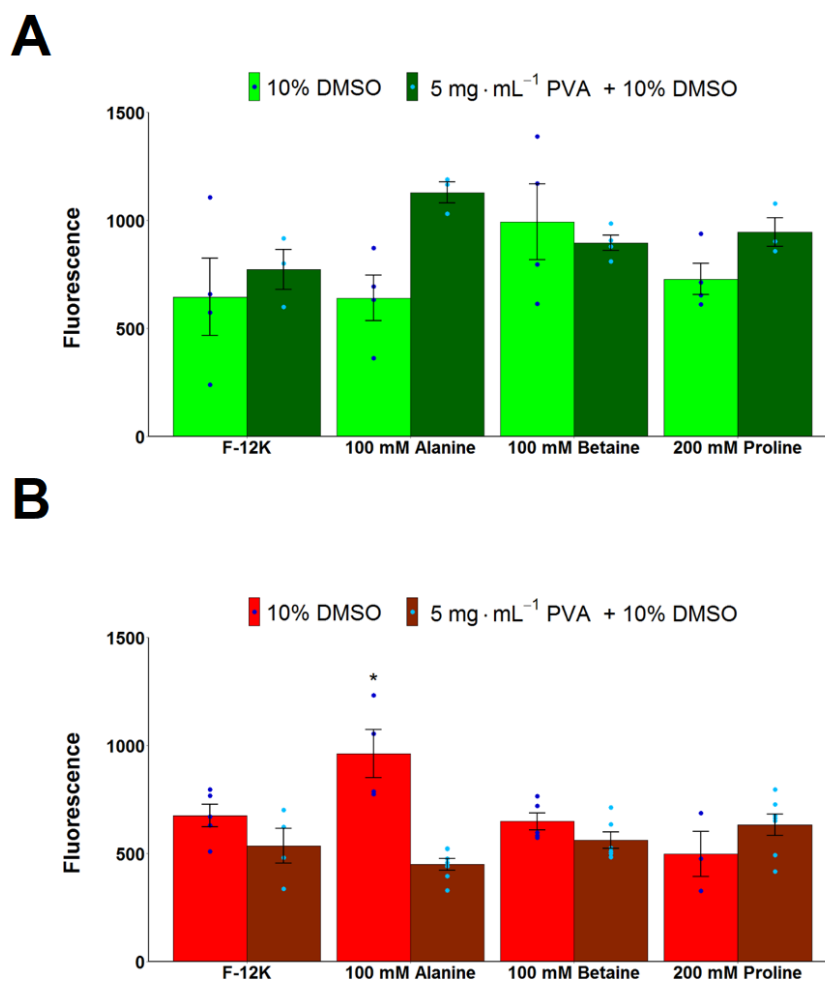 A
10% DMSO 5 mg · mL⁻¹ PVA + 10% DMSO
1500
1000
500
0
Fluorescence
F-12K 100 mM Alanine 100 mM Betaine 200 mM Proline
B
10% DMSO 5 mg · mL⁻¹ PVA + 10% DMSO
1500
*
1000
500
0
Fluorescence
F-12K 100 mM Alanine 100 mM Betaine 200 mM Proline